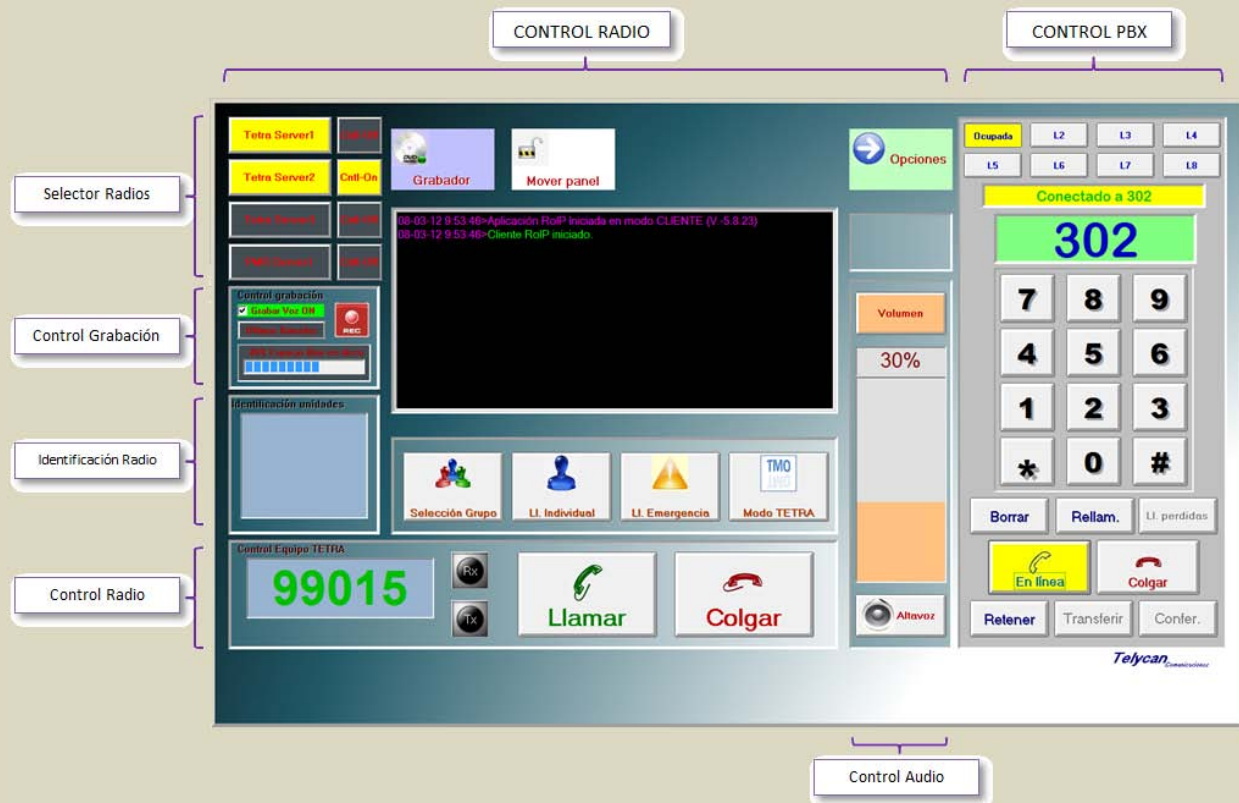 CONTROL RADIO
CONTROL PBX
Selector Radios
Control Grabación
Identificación Radio
Control Radio
Tetra Server1
Tetra Server2
Cntl-On
Grabador
Mover panel
Opciones
08-03-12 9:53:46>Aplicación RoIP Iniciada en modo CLIENTE (V -5.8.23)
08-03-12 9:53:46>Cliente RoIP iniciado.
Control grabación
Grabar Voz ON
REC
Identificación unidades
Selección Grupo
Ll. Individual
Ll. Emergencia
TMO
Modo TETRA
Control Equipo TETRA
99015
Rx
Tx
Llamar
Colgar
Volumen
30%
Altavoz
Ocupada
L2
L3
L4
L5
L6
L7
L8
Conectado a 302
302
7
8
9
4
5
6
1
2
3
*
0
#
Borrar
Rellam.
Ll. perdidas
En línea
Colgar
Retener
Transferir
Confer.
Telycan
Comunicaciones
Control Audio